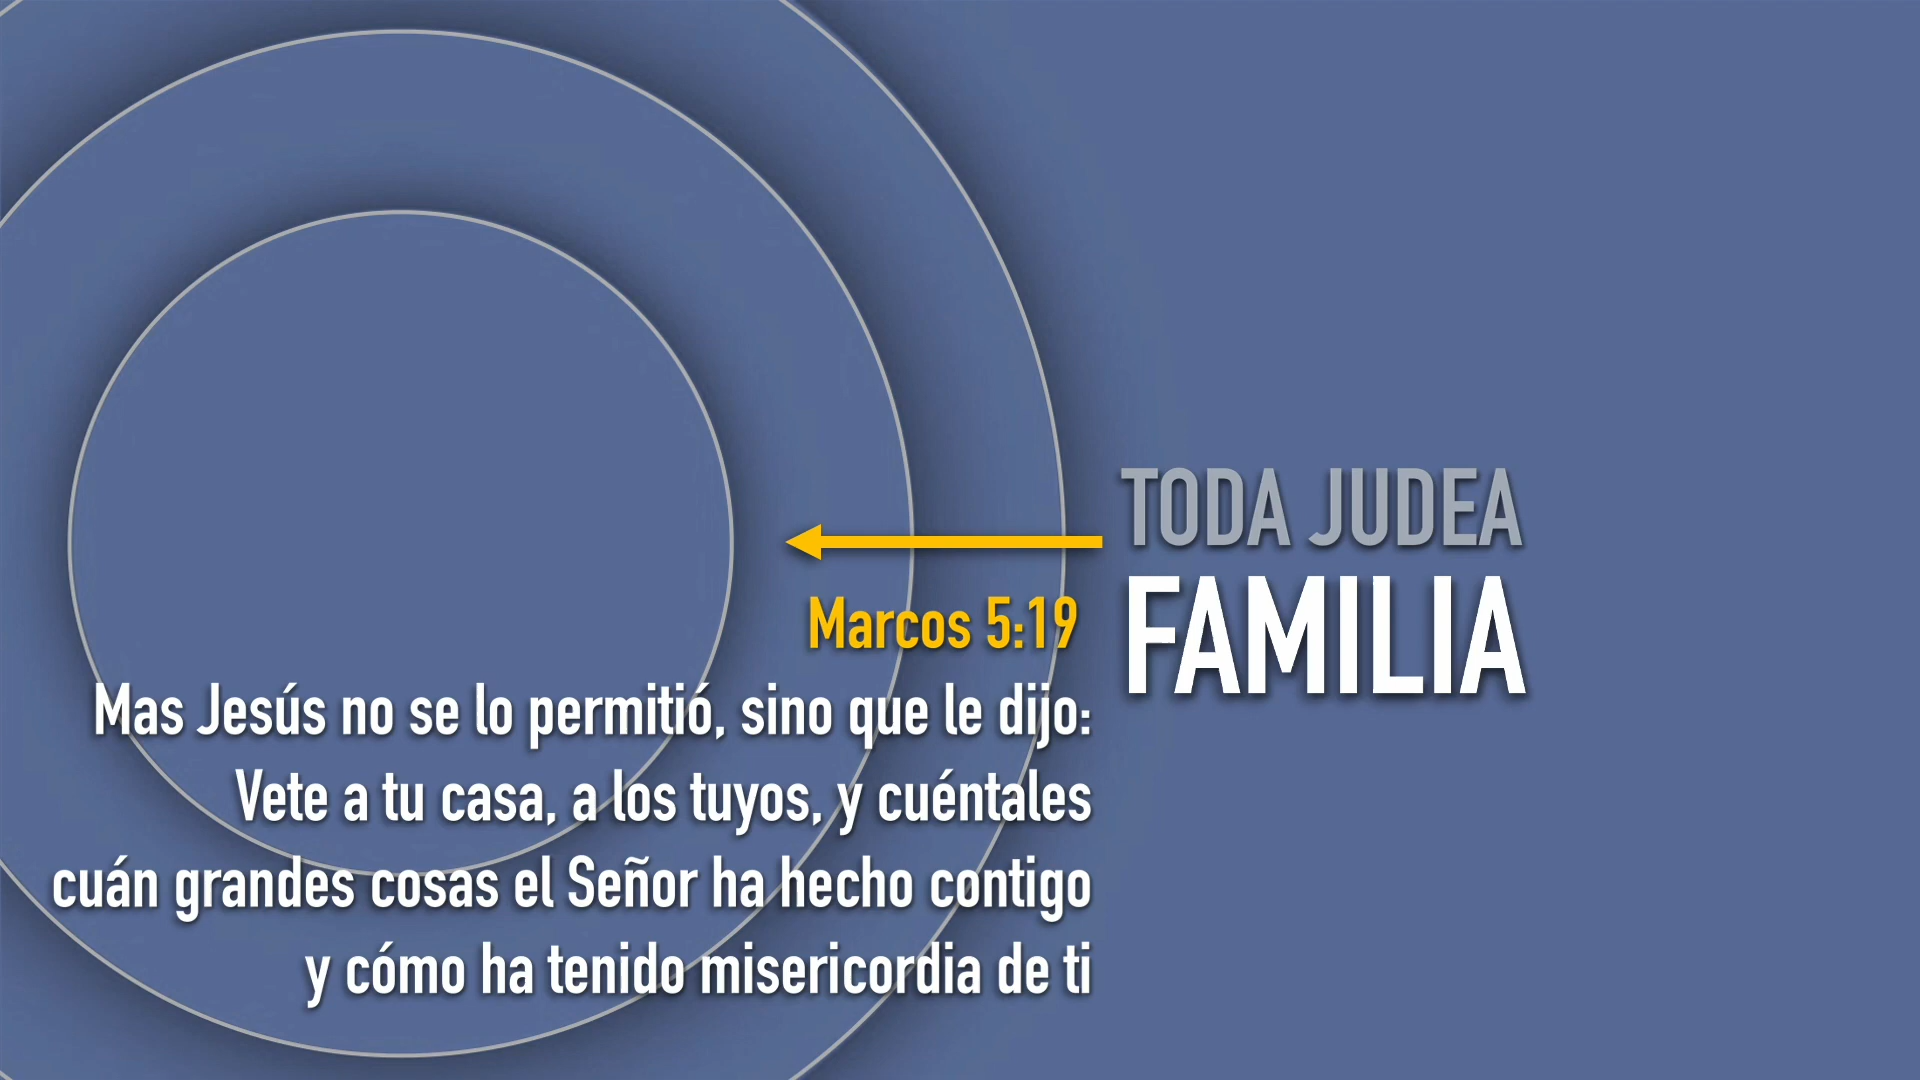 TODA JUDEA
FAMILIA
Marcos 5:19
Mas Jesús no se lo permitió, sino que le dijo:
Vete a tu casa, a los tuyos, y cuéntales
cuán grandes cosas el Señor ha hecho contigo
y cómo ha tenido misericordia de ti